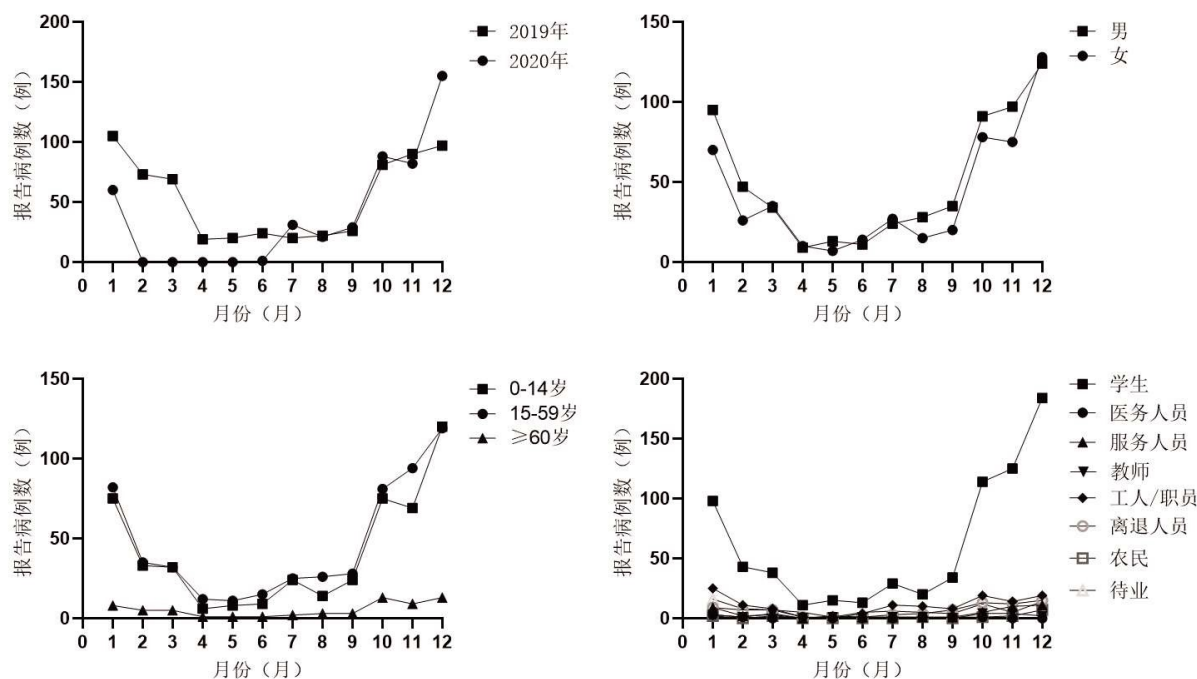 200
150
100
50
0
报告病例数（例）
0 1 2 3 4 5 6 7 8 9 10 11 12
月份（月）
2019年
2020年
150
100
50
0
报告病例数（例）
0 1 2 3 4 5 6 7 8 9 10 11 12
月份（月）
男
女
150
100
50
0
报告病例数（例）
0 1 2 3 4 5 6 7 8 9 10 11 12
月份（月）
0-14岁
15-59岁
≥60岁
200
150
100
50
0
报告病例数（例）
0 1 2 3 4 5 6 7 8 9 10 11 12
月份（月）
学生
医务人员
服务人员
教师
工人/职员
离退人员
农民
待业